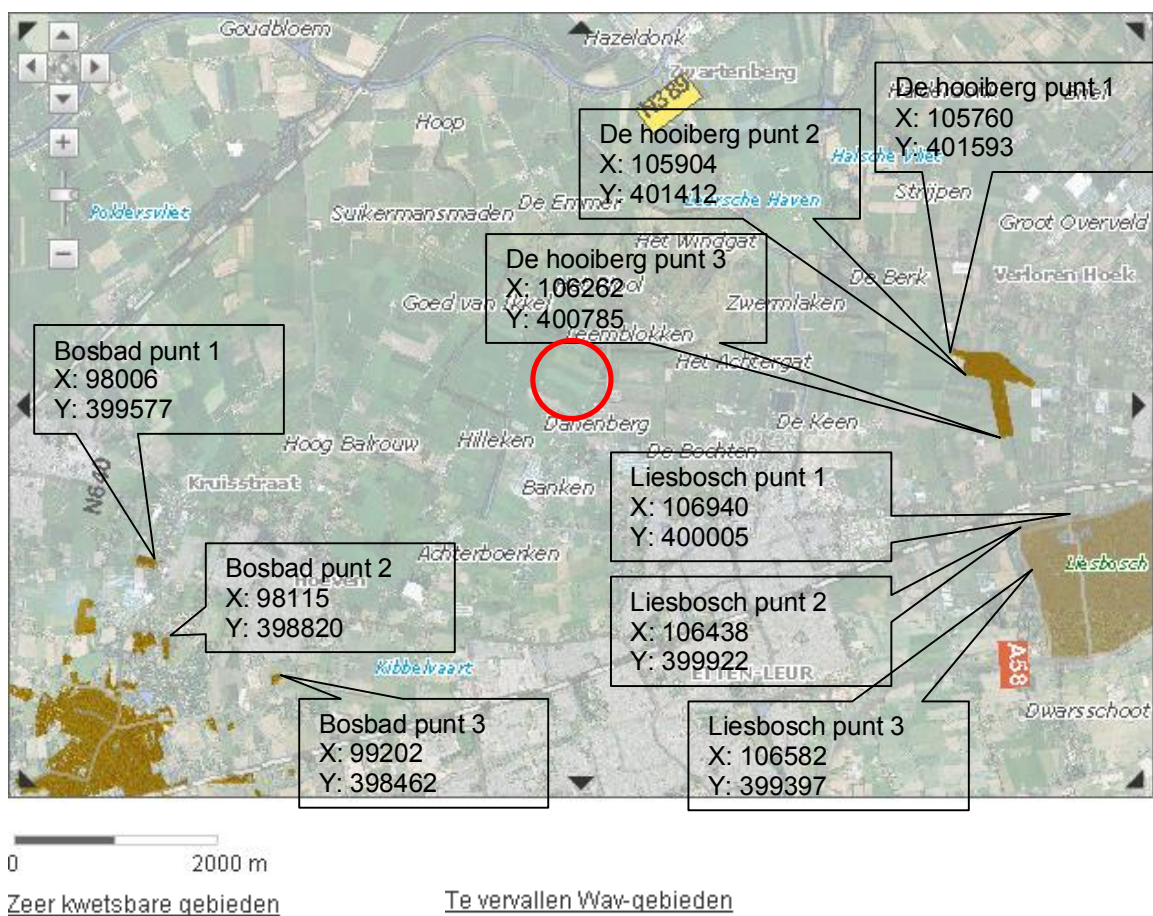 Goudbloem
Hazeldonk
Zwartenberg
N389
De hooiberg punt 1
X: 105760
Y: 401593
Hoop
De hooiberg punt 2
X: 105904
Y: 401412
Halsche Vliet
Strijpen
Leursche Haven
De Emmer
Suikermansmaden
Poldersvliet
Groot Overveld
Het Windgat
De hooiberg punt 3
X: 106262
Y: 400785
De Berk
Verloren Hoek
Goed van Ikkel
Zwermlaken
Leemblokken
Bosbad punt 1
X: 98006
Y: 399577
Het Achtergat
Danenberg
De Keen
Hoog Balrouw
Hilleken
De Bochten
N640
Kruisstraat
Banken
Liesbosch punt 1
X: 106940
Y: 400005
Achterboerken
Liesbosch
Bosbad punt 2
X: 98115
Y: 398820
Hoeven
Liesbosch punt 2
X: 106438
Y: 399922
Kibbelvaart
ETTEN-LEUR
A58
Dwarsschoot
Bosbad punt 3
X: 99202
Y: 398462
Liesbosch punt 3
X: 106582
Y: 399397
0 2000 m
Zeer kwetsbare gebieden
Te vervallen Wav-gebieden